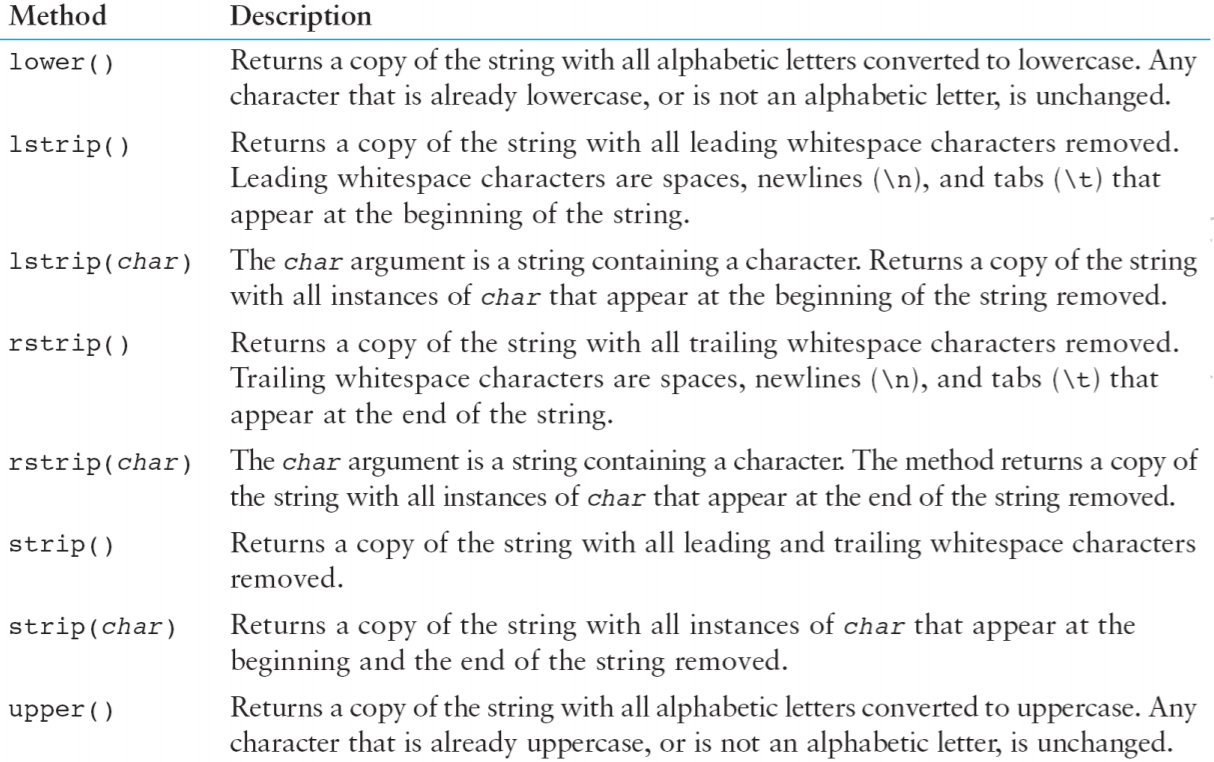 Method Description
lower() Returns a copy of the string with all alphabetic letters converted to lowercase. Any
character that is already lowercase, or is not an alphabetic letter, is unchanged.
lstrip() Returns a copy of the string with all leading whitespace characters removed.
Leading whitespace characters are spaces, newlines (\n), and tabs (\t) that
appear at the beginning of the string.
lstrip(char) The char argument is a string containing a character. Returns a copy of the string
with all instances of char that appear at the beginning of the string removed.
rstrip() Returns a copy of the string with all trailing whitespace characters removed.
Trailing whitespace characters are spaces, newlines (\n), and tabs (\t) that
appear at the end of the string.
rstrip(char) The char argument is a string containing a character. The method returns a copy of
the string with all instances of char that appear at the end of the string removed.
strip() Returns a copy of the string with all leading and trailing whitespace characters
removed.
strip(char) Returns a copy of the string with all instances of char that appear at the
beginning and the end of the string removed.
upper() Returns a copy of the string with all alphabetic letters converted to uppercase. Any
character that is already uppercase, or is not an alphabetic letter, is unchanged.